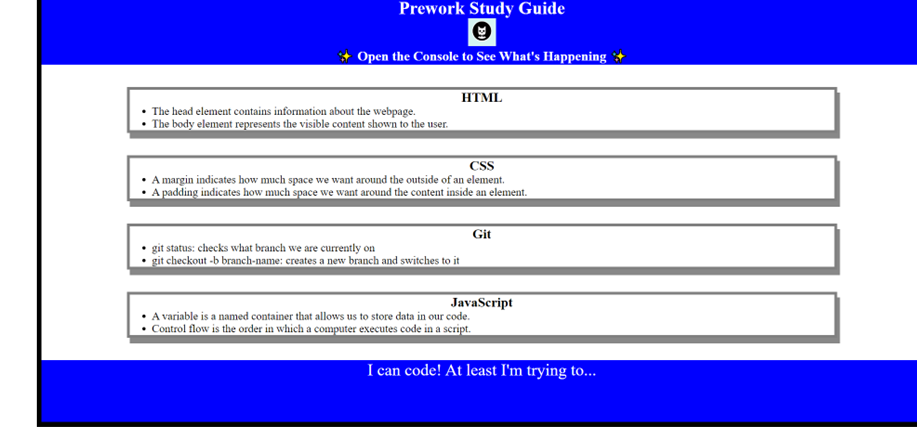 Prework Study Guide
✨ Open the Console to See What's Happening ✨
HTML
• The head element contains information about the webpage.
• The body element represents the visible content shown to the user.
CSS
• A margin indicates how much space we want around the outside of an element.
• A padding indicates how much space we want around the content inside an element.
Git
• git status: checks what branch we are currently on
• git checkout -b branch-name: creates a new branch and switches to it
JavaScript
• A variable is a named container that allows us to store data in our code.
• Control flow is the order in which a computer executes code in a script.
I can code! At least I'm trying to...